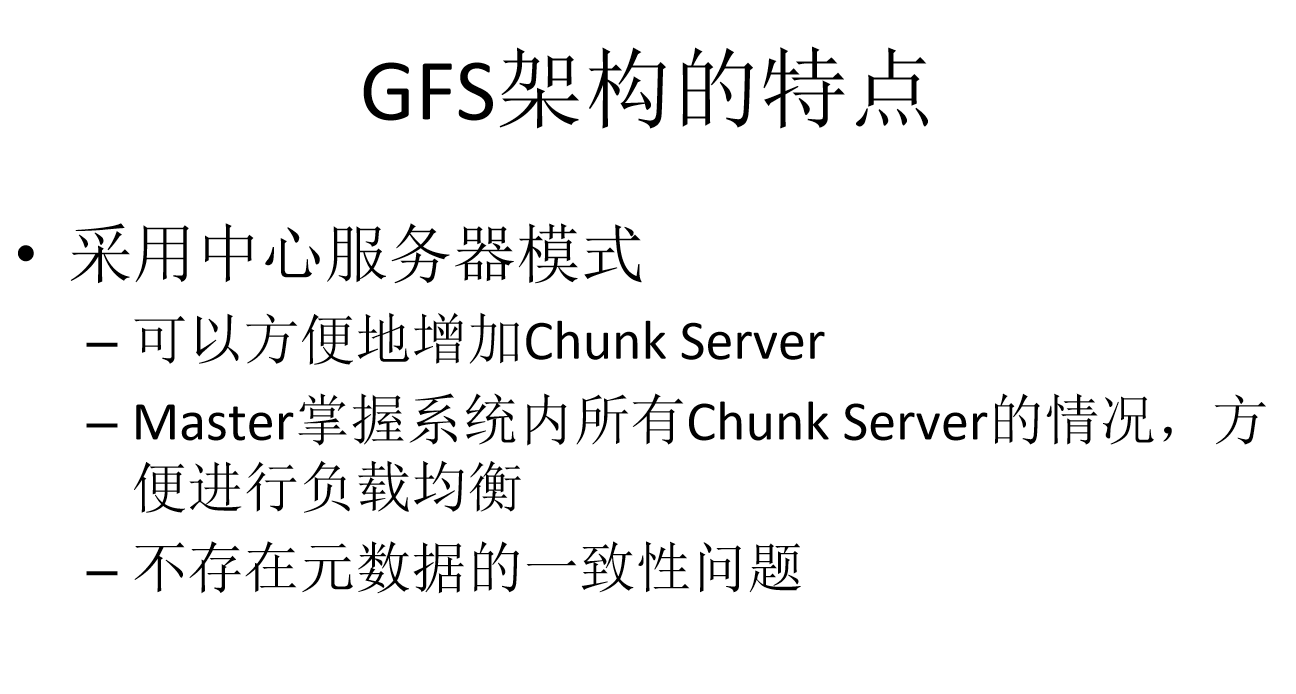 GFS架构的特点
• 采用中心服务器模式
– 可以方便地增加Chunk Server
– Master掌握系统内所有Chunk Server的情况，方
便进行负载均衡
– 不存在元数据的一致性问题